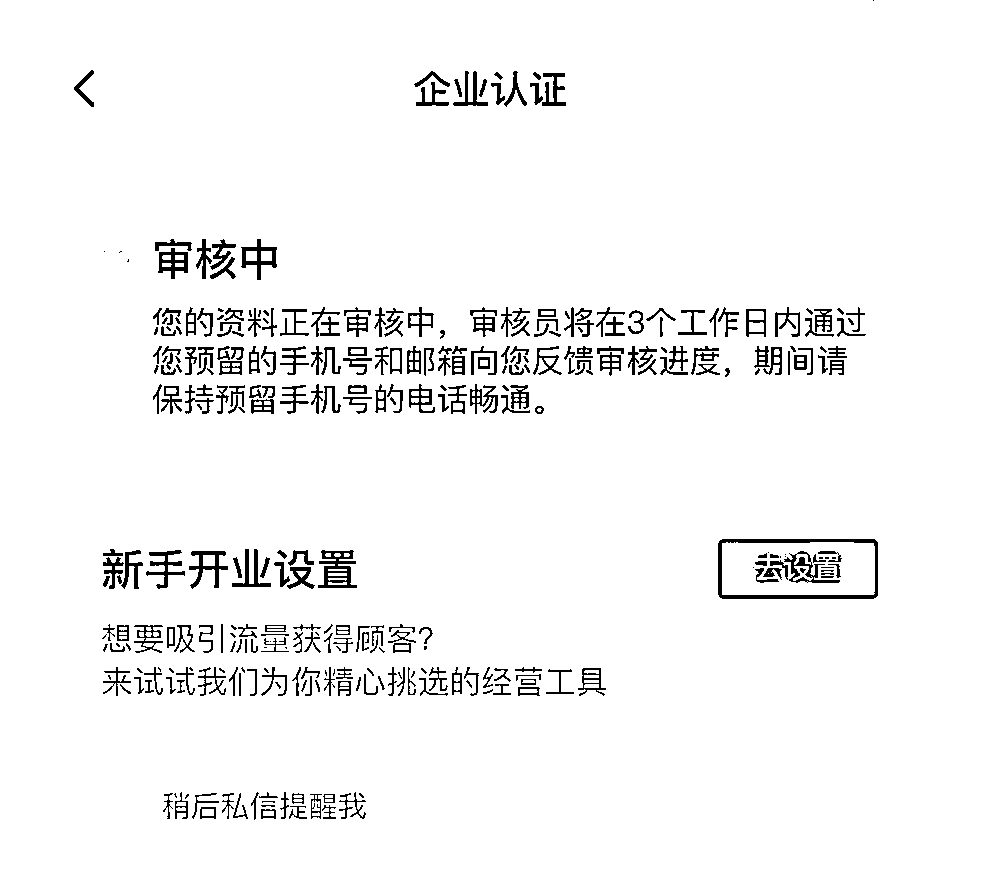 企业认证
审核中
您的资料正在审核中，审核员将在3个工作日内通过
您预留的手机号和邮箱向您反馈审核进度，期间请
保持预留手机号的电话畅通。
新手开业设置
去设置
想要吸引流量获得顾客?
来试试我们为你精心挑选的经营工具
稍后私信提醒我